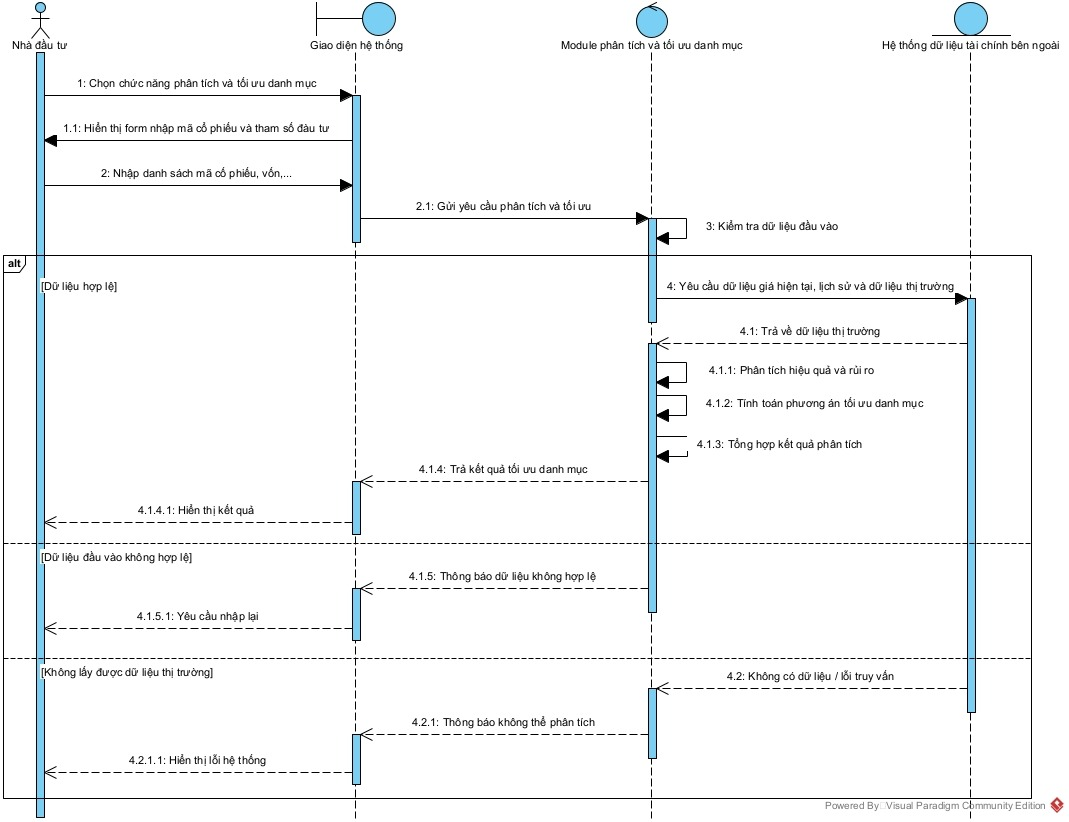 Nhà đầu tư
Giao diện hệ thống
Module phân tích và tối ưu danh mục
Hệ thống dữ liệu tài chính bên ngoài
1: Chọn chức năng phân tích và tối ưu danh mục
1.1: Hiển thị form nhập mã cổ phiếu và tham số đàu tư
2: Nhập danh sách mã cổ phiếu, vốn,...
2.1: Gửi yêu cầu phân tích và tối ưu
3: Kiểm tra dữ liệu đầu vào
alt
[Dữ liệu hợp lệ]
4: Yêu cầu dữ liệu giá hiện tại, lịch sử và dữ liệu thị trường
4.1: Trả về dữ liệu thị trường
4.1.1: Phân tích hiệu quả và rủi ro
4.1.2: Tính toán phương án tối ưu danh mục
4.1.3: Tổng hợp kết quả phân tích
4.1.4: Trả kết quả tối ưu danh mục
4.1.4.1: Hiển thị kết quả
[Dữ liệu đầu vào không hợp lệ]
4.1.5: Thông báo dữ liệu không hợp lệ
4.1.5.1: Yêu cầu nhập lại
[Không lấy được dữ liệu thị trường]
4.2: Không có dữ liệu / lỗi truy vấn
4.2.1: Thông báo không thể phân tích
4.2.1.1: Hiển thị lỗi hệ thống
Powered By Visual Paradigm Community Edition